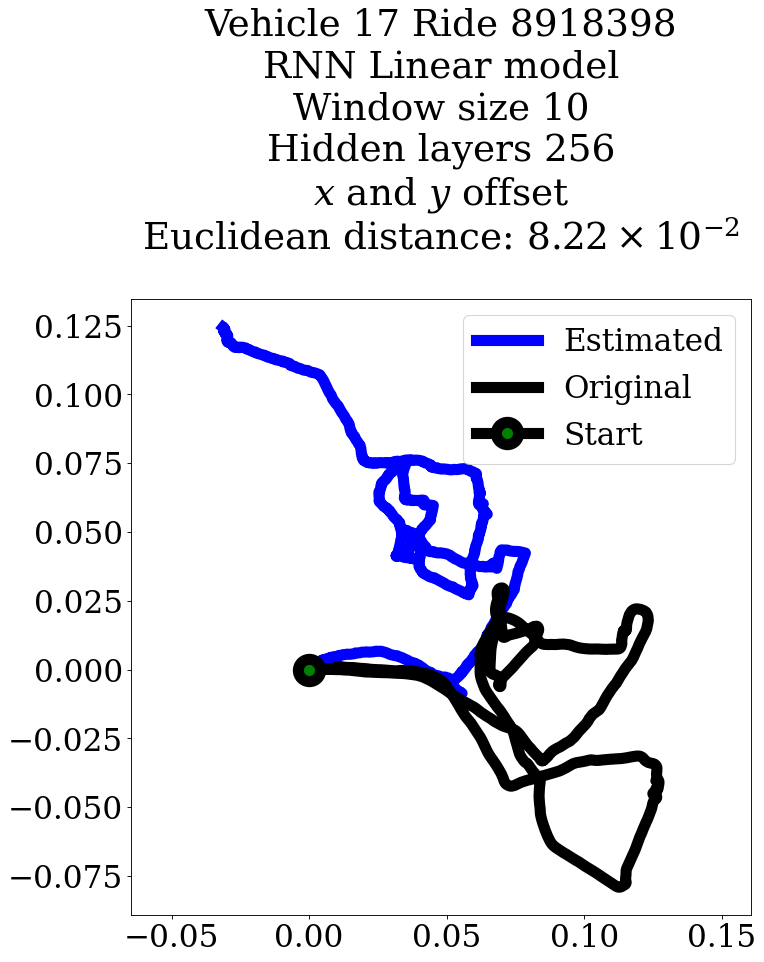 Vehicle 17 Ride 8918398
RNN Linear model
Window size 10
Hidden layers 256
x and y offset
Euclidean distance: 8.22 × 10⁻²
Estimated
Original
Start
0.125
0.100
0.075
0.050
0.025
0.000
−0.025
−0.050
−0.075
−0.05 0.00 0.05 0.10 0.15